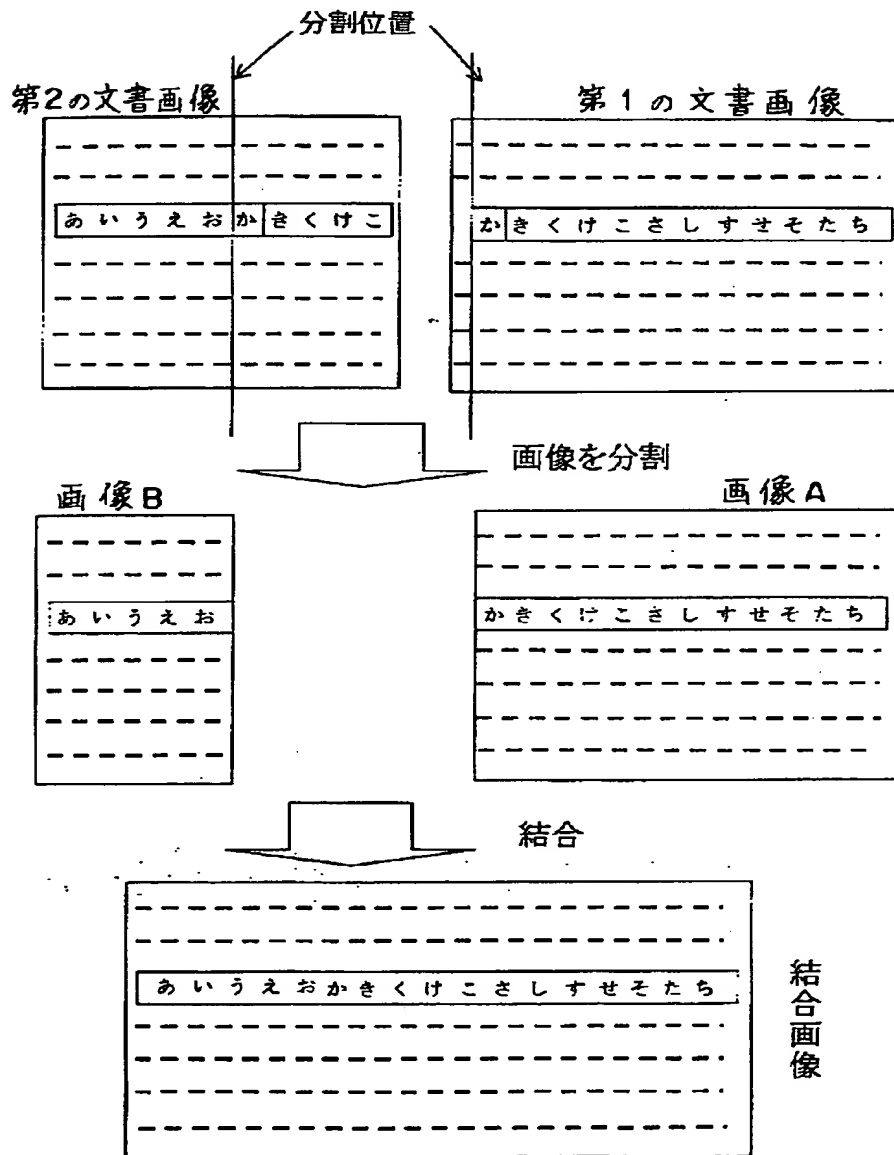 分割位置
第2の文書画像
第1の文書画像
あいうえおかきくけこ
かきくけこさしすせそたち
画像を分割
画像B
画像A
あいうえお
かきくけこさしすせそたち
結合
あいうえおかきくけこさしすせそたち
結合画像